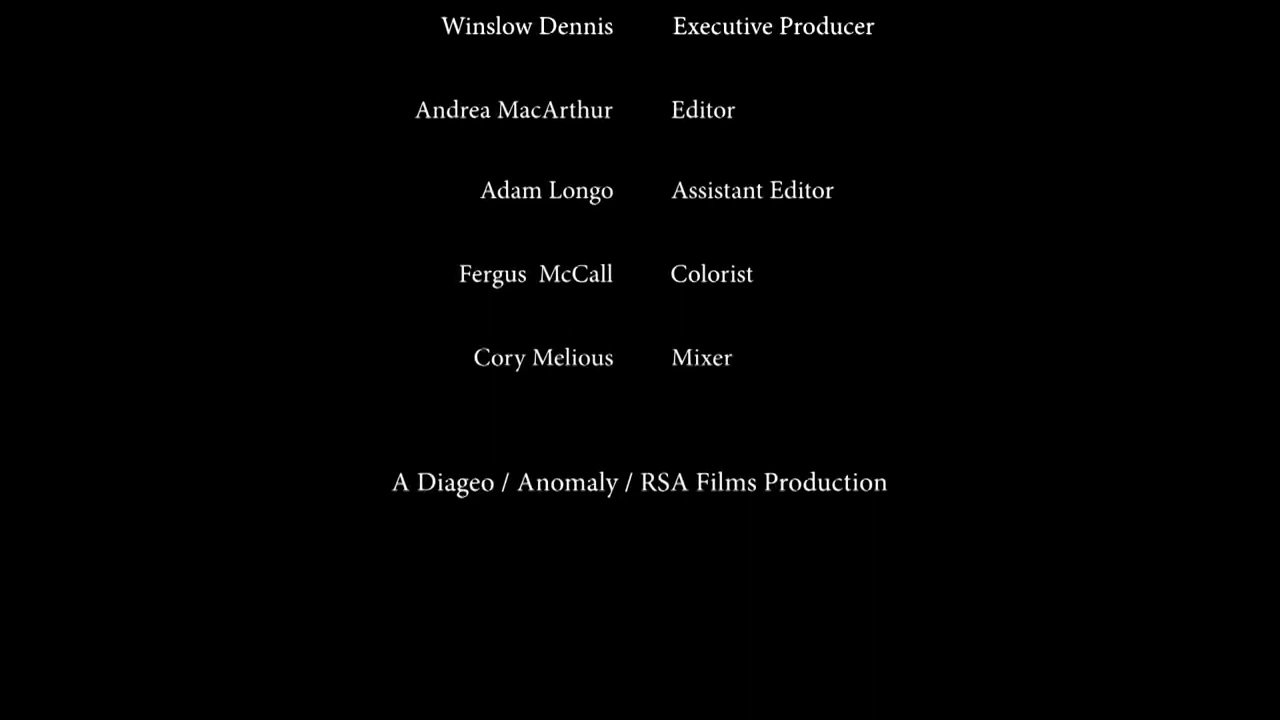 Winslow Dennis Executive Producer
Andrea MacArthur Editor
Adam Longo Assistant Editor
Fergus McCall Colorist
Cory Melious Mixer
A Diageo / Anomaly / RSA Films Production